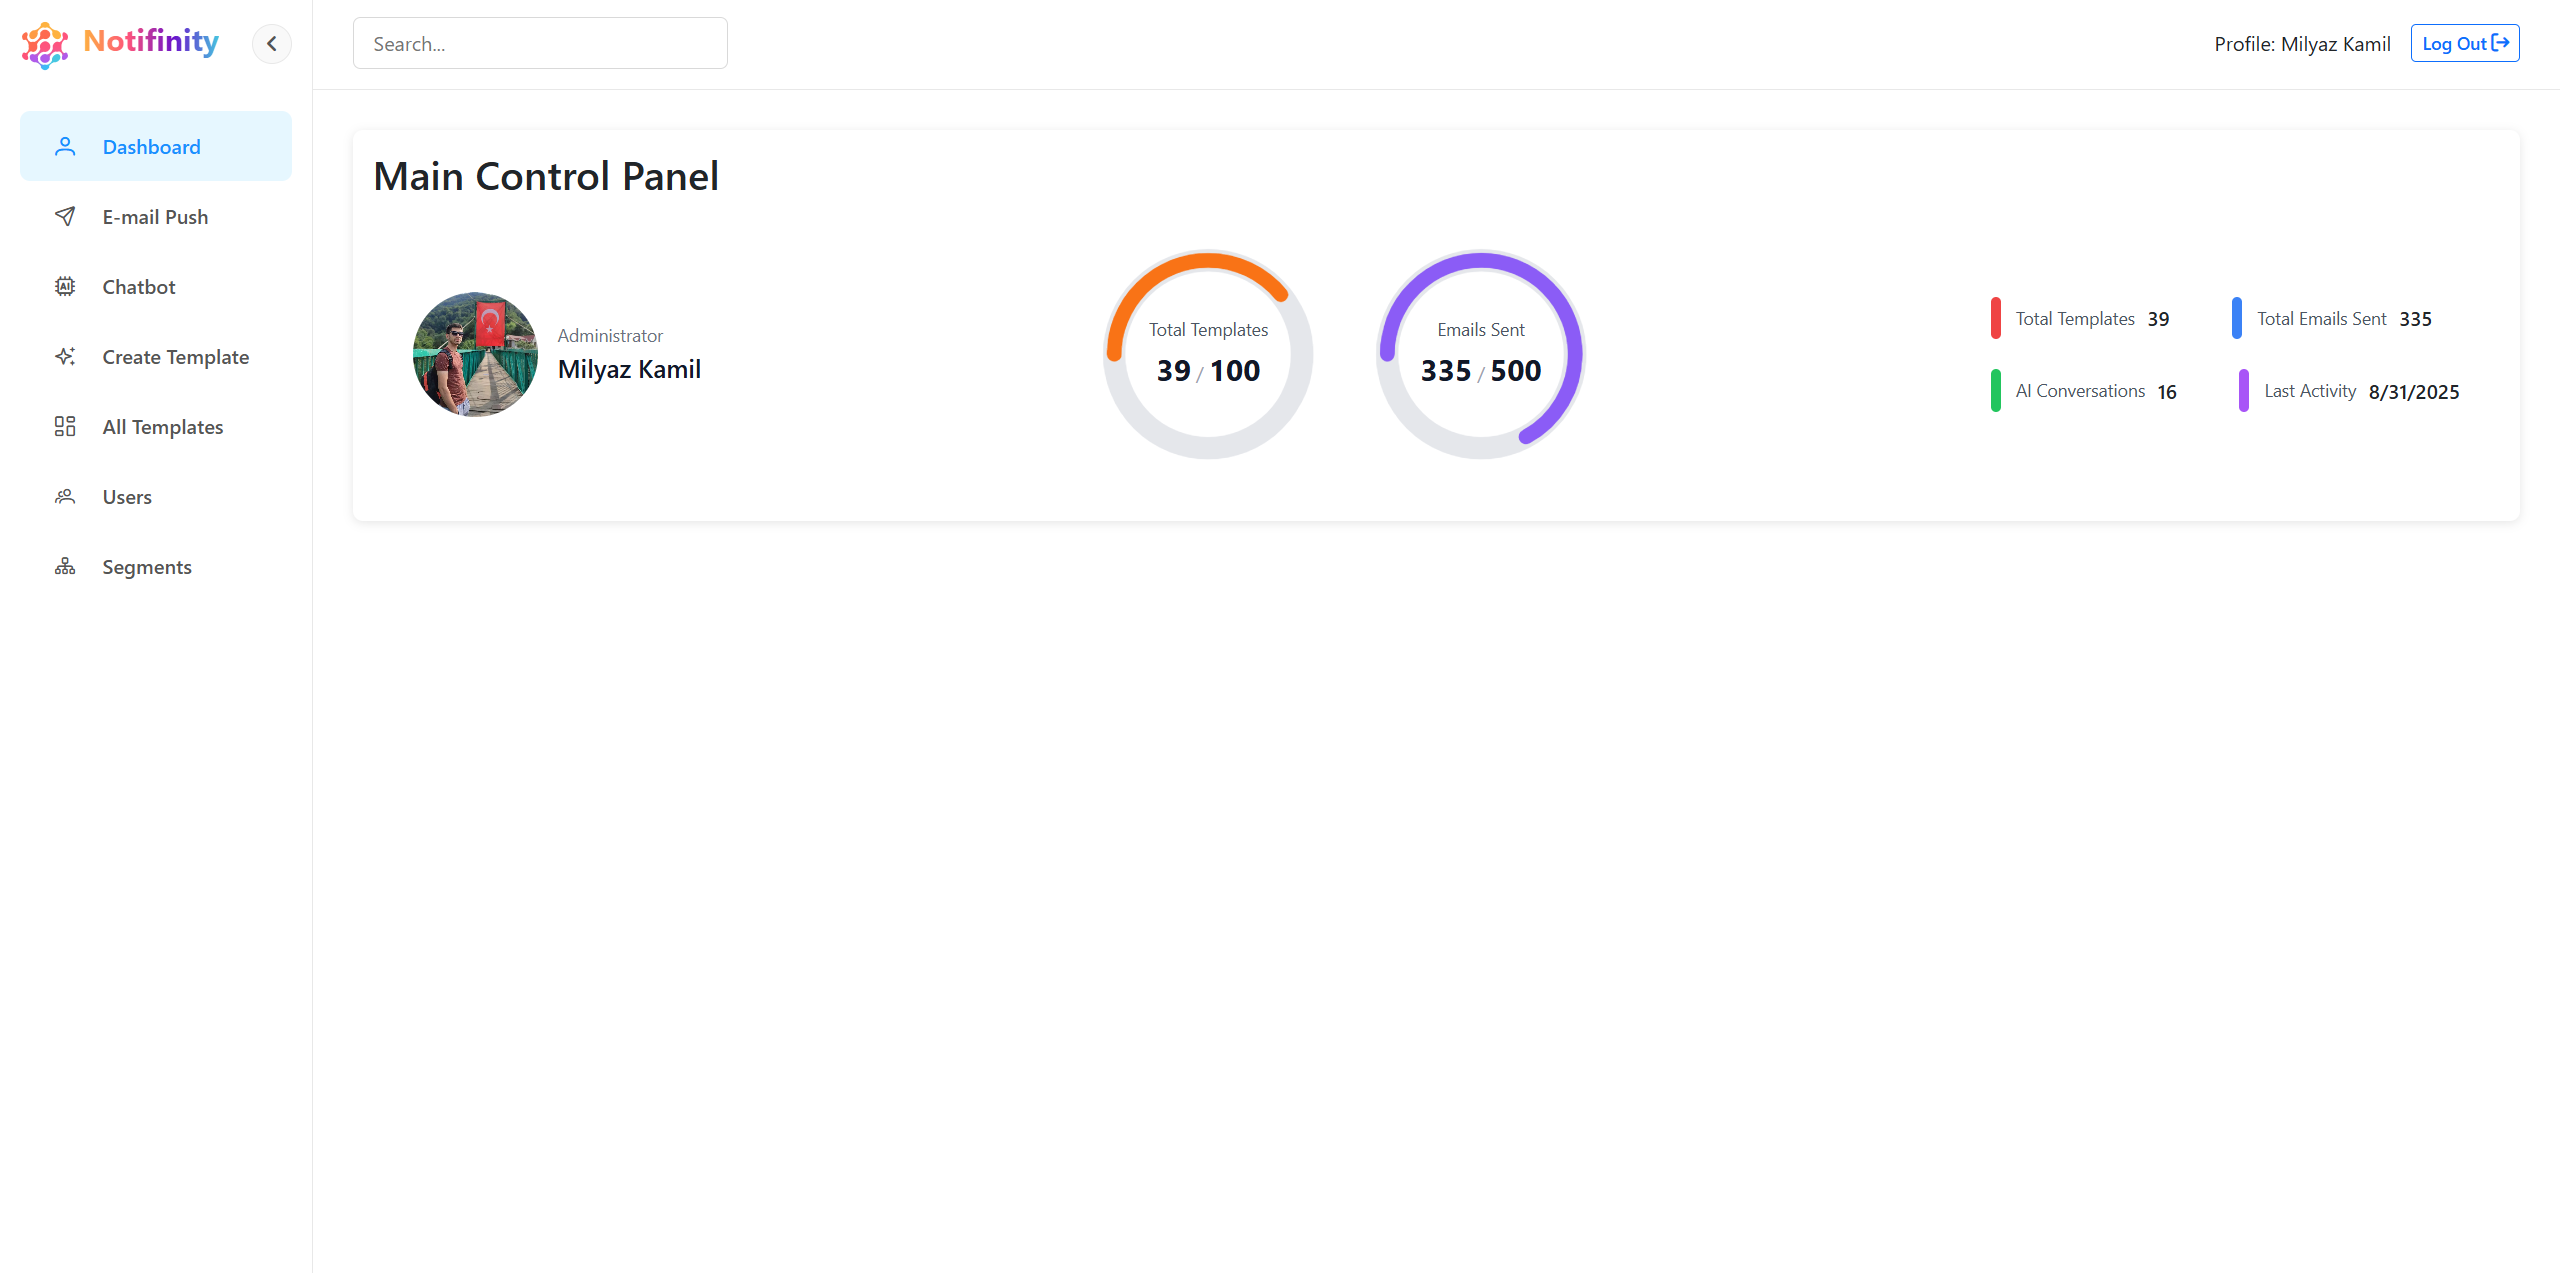 Notifinity
Search...
Profile: Milyaz Kamil
Log Out
Dashboard
E-mail Push
Chatbot
Create Template
All Templates
Users
Segments
Main Control Panel
Administrator
Milyaz Kamil
Total Templates
39 / 100
Emails Sent
335 / 500
Total Templates 39
Total Emails Sent 335
AI Conversations 16
Last Activity 8/31/2025